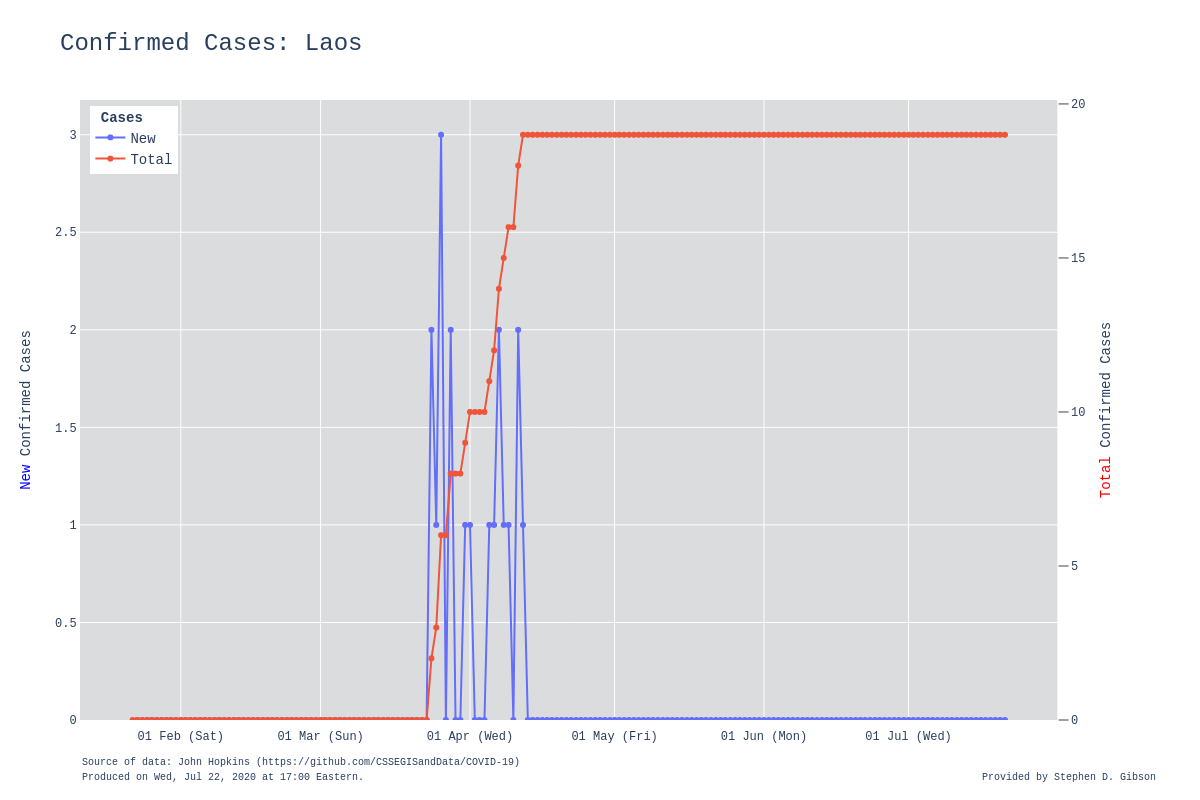 Confirmed Cases: Laos
Cases
New
Total
3
2.5
2
1.5
1
0.5
0
20
15
10
5
0
New Confirmed Cases
Total Confirmed Cases
01 Feb (Sat)
01 Mar (Sun)
01 Apr (Wed)
01 May (Fri)
01 Jun (Mon)
01 Jul (Wed)
Source of data: John Hopkins (https://github.com/CSSEGISandData/COVID-19)
Produced on Wed, Jul 22, 2020 at 17:00 Eastern.
Provided by Stephen D. Gibson